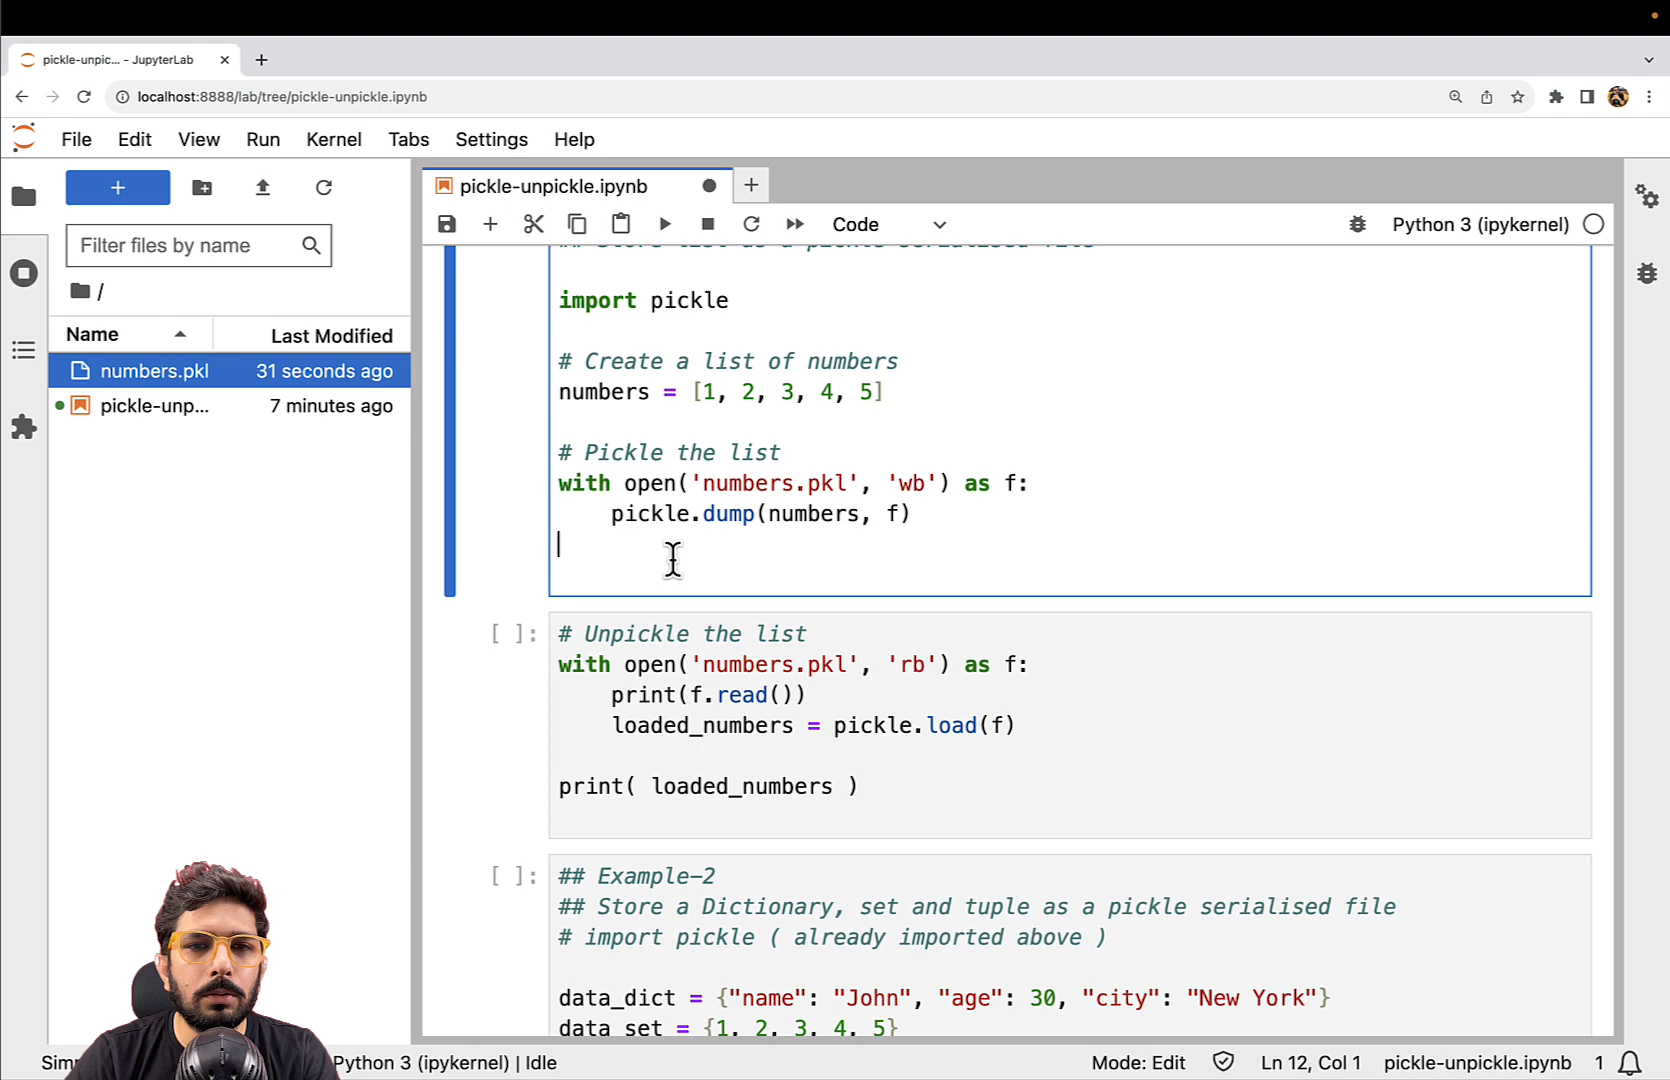 pickle-unpic... - JupyterLab
localhost:8888/lab/tree/pickle-unpickle.ipynb
File Edit View Run Kernel Tabs Settings Help
pickle-unpickle.ipynb
Filter files by name
Code
Python 3 (ipykernel)
/
Name Last Modified
numbers.pkl 31 seconds ago
pickle-unp... 7 minutes ago
## Store list as a pickle serialised file
import pickle
# Create a list of numbers
numbers = [1, 2, 3, 4, 5]
# Pickle the list
with open('numbers.pkl', 'wb') as f:
pickle.dump(numbers, f)
[ ]: # Unpickle the list
with open('numbers.pkl', 'rb') as f:
print(f.read())
loaded_numbers = pickle.load(f)
print( loaded_numbers )
[ ]: ## Example-2
## Store a Dictionary, set and tuple as a pickle serialised file
# import pickle ( already imported above )
data_dict = {"name": "John", "age": 30, "city": "New York"}
data_set = {1, 2, 3, 4, 5}
Python 3 (ipykernel) | Idle
Mode: Edit
Ln 12, Col 1
pickle-unpickle.ipynb
1